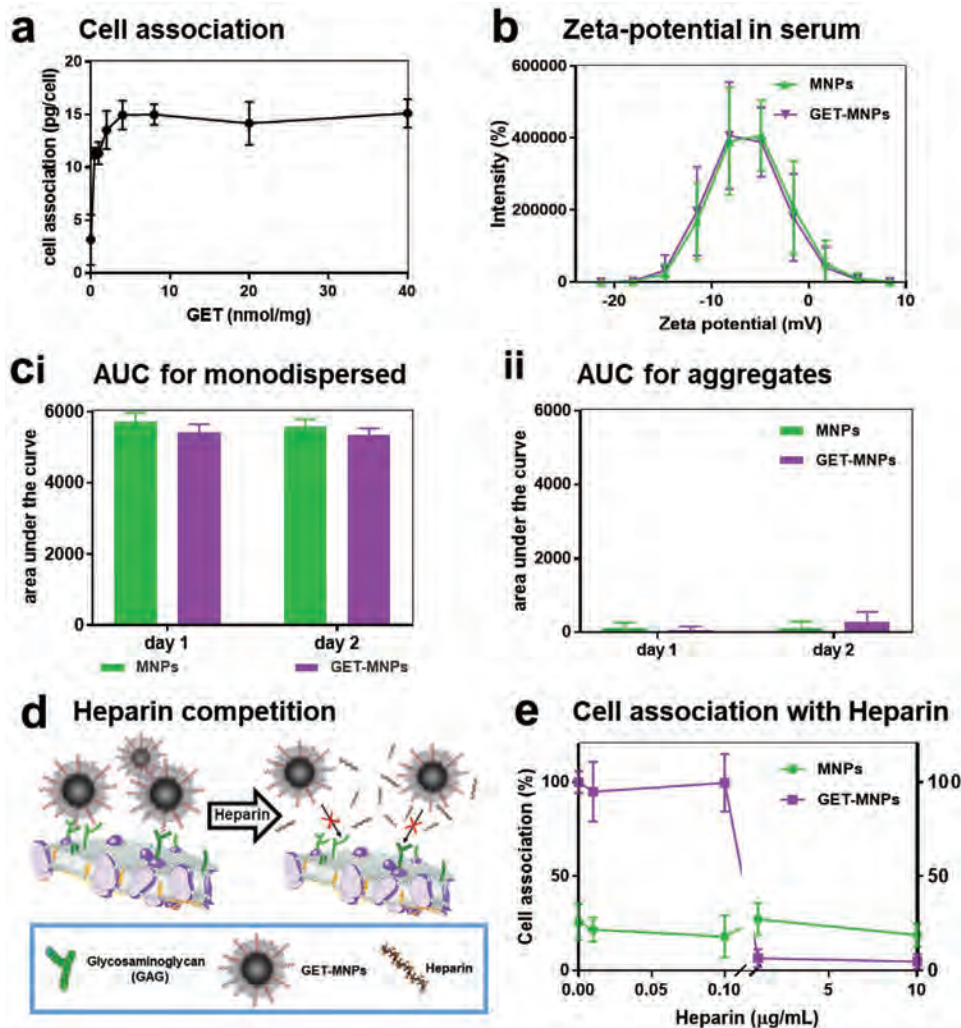 a Cell association
cell association (pg/cell)
20
15
10
5
0
0 10 20 30 40
GET (nmol/mg)
b Zeta-potential in serum
Intensity (%)
600000
400000
200000
0
MNPs
GET-MNPs
-20 -10 0 10
Zeta potential (mV)
ci AUC for monodispersed
area under the curve
6000
4000
2000
0
day 1 day 2
MNPs GET-MNPs
ii AUC for aggregates
area under the curve
6000
4000
2000
0
MNPs
GET-MNPs
day 1 day 2
d Heparin competition
Heparin
Glycosaminoglycan
(GAG)
GET-MNPs
Heparin
e Cell association with Heparin
Cell association (%)
100
50
0
MNPs
GET-MNPs
100
50
0
0.00 0.05 0.10 5 10
Heparin (μg/mL)